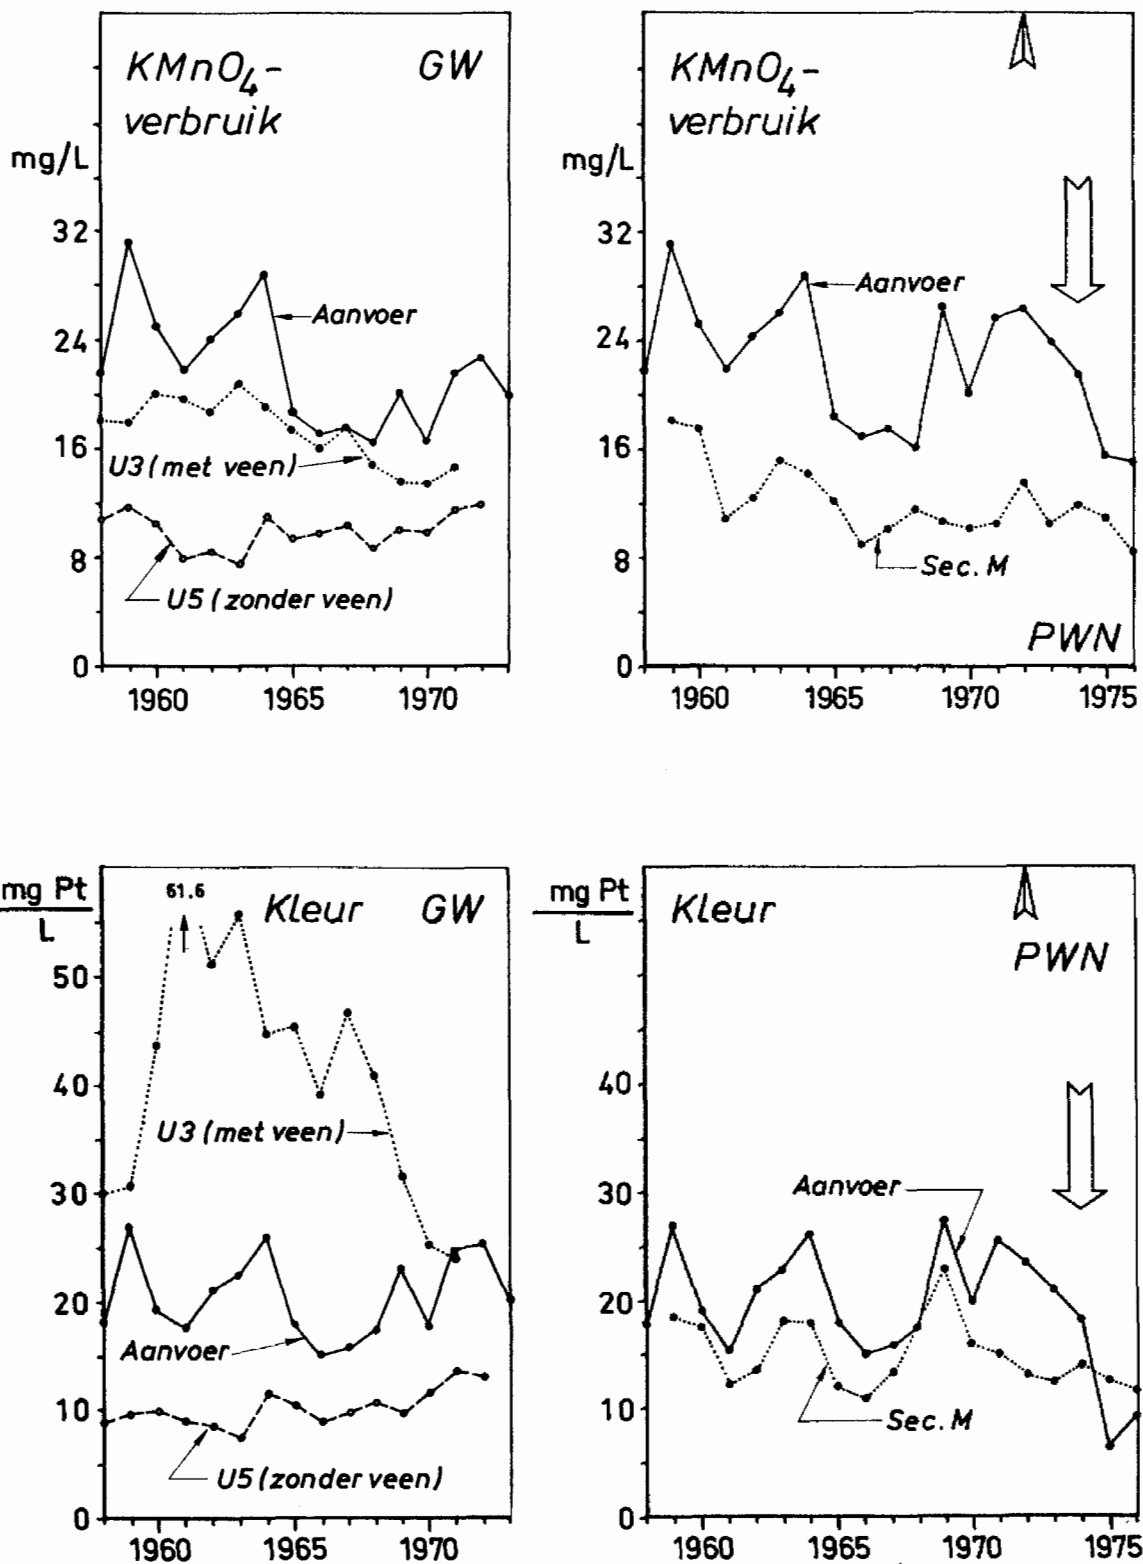 KMnO4-
verbruik
GW
mg/L
32
24
16
8
0
Aanvoer
U3 (met veen)
U5 (zonder veen)
1960 1965 1970
KMnO4-
verbruik
mg/L
32
24
16
8
0
Aanvoer
Sec. M
PWN
1960 1965 1970 1975
mg Pt
L
61.6
Kleur GW
50
40
30
20
10
0
U3 (met veen)
Aanvoer
U5 (zonder veen)
1960 1965 1970
mg Pt
L
Kleur
PWN
40
30
20
10
0
Aanvoer
Sec. M
1960 1965 1970 1975